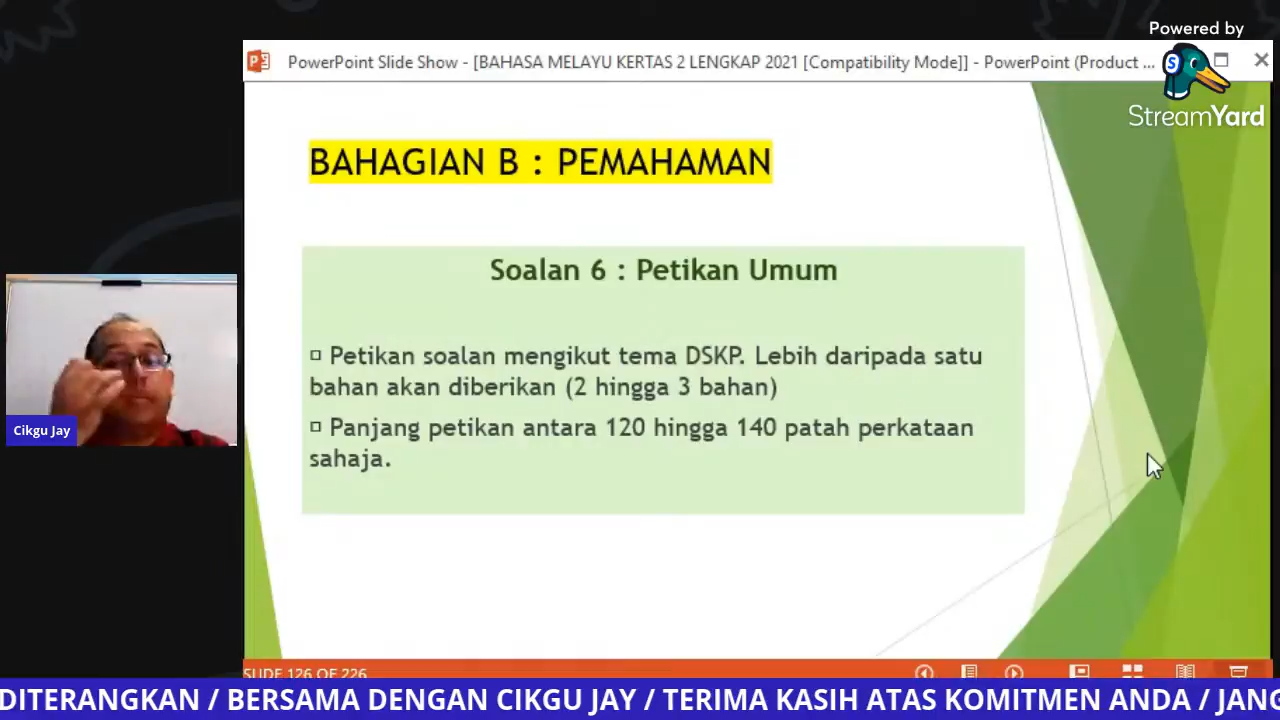 Powered by
PowerPoint Slide Show - [BAHASA MELAYU KERTAS 2 LENGKAP 2021 [Compatibility Mode]] - PowerPoint (Product ...
StreamYard
BAHAGIAN B : PEMAHAMAN
Soalan 6 : Petikan Umum
Petikan soalan mengikut tema DSKP. Lebih daripada satu
bahan akan diberikan (2 hingga 3 bahan)
Panjang petikan antara 120 hingga 140 patah perkataan
sahaja.
Cikgu Jay
SLIDE 126 OF 226
DITERANGKAN / BERSAMA DENGAN CIKGU JAY / TERIMA KASIH ATAS KOMITMEN ANDA / JANG